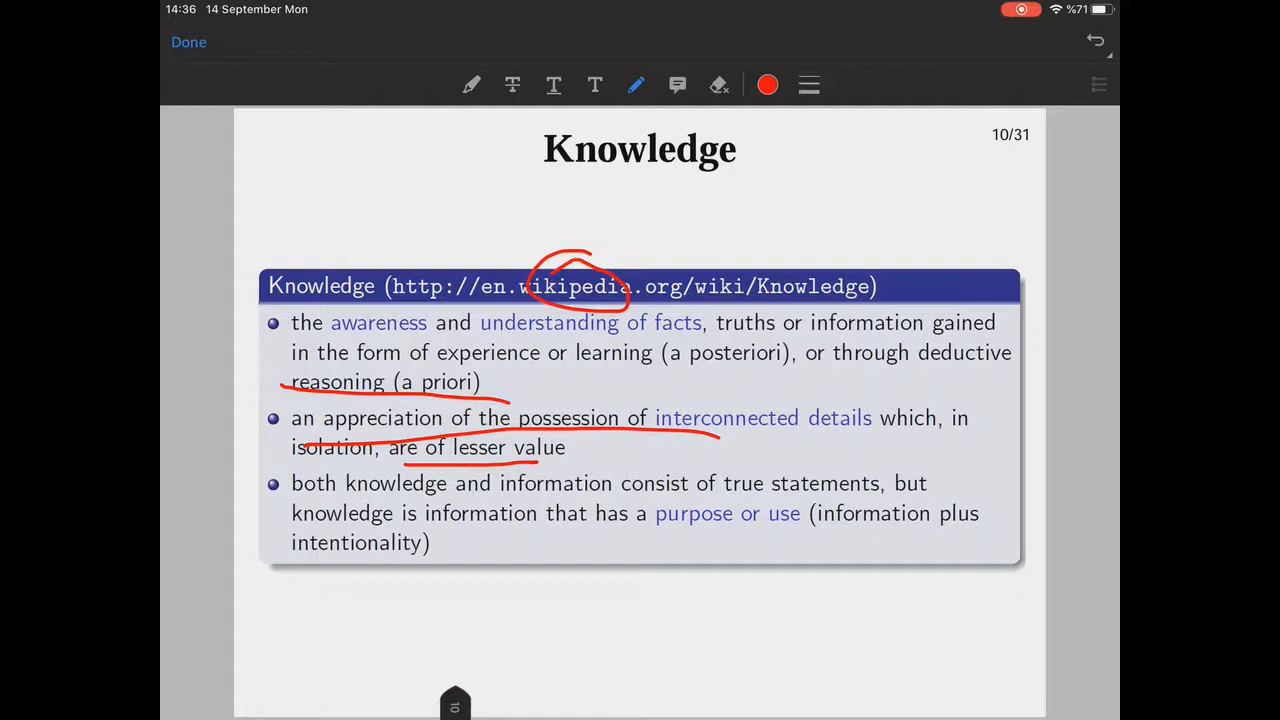 14:36 14 September Mon
%71
Done
T T T
10/31
Knowledge
Knowledge (http://en.wikipedia.org/wiki/Knowledge)
the awareness and understanding of facts, truths or information gained
in the form of experience or learning (a posteriori), or through deductive
reasoning (a priori)
an appreciation of the possession of interconnected details which, in
isolation, are of lesser value
both knowledge and information consist of true statements, but
knowledge is information that has a purpose or use (information plus
intentionality)
10